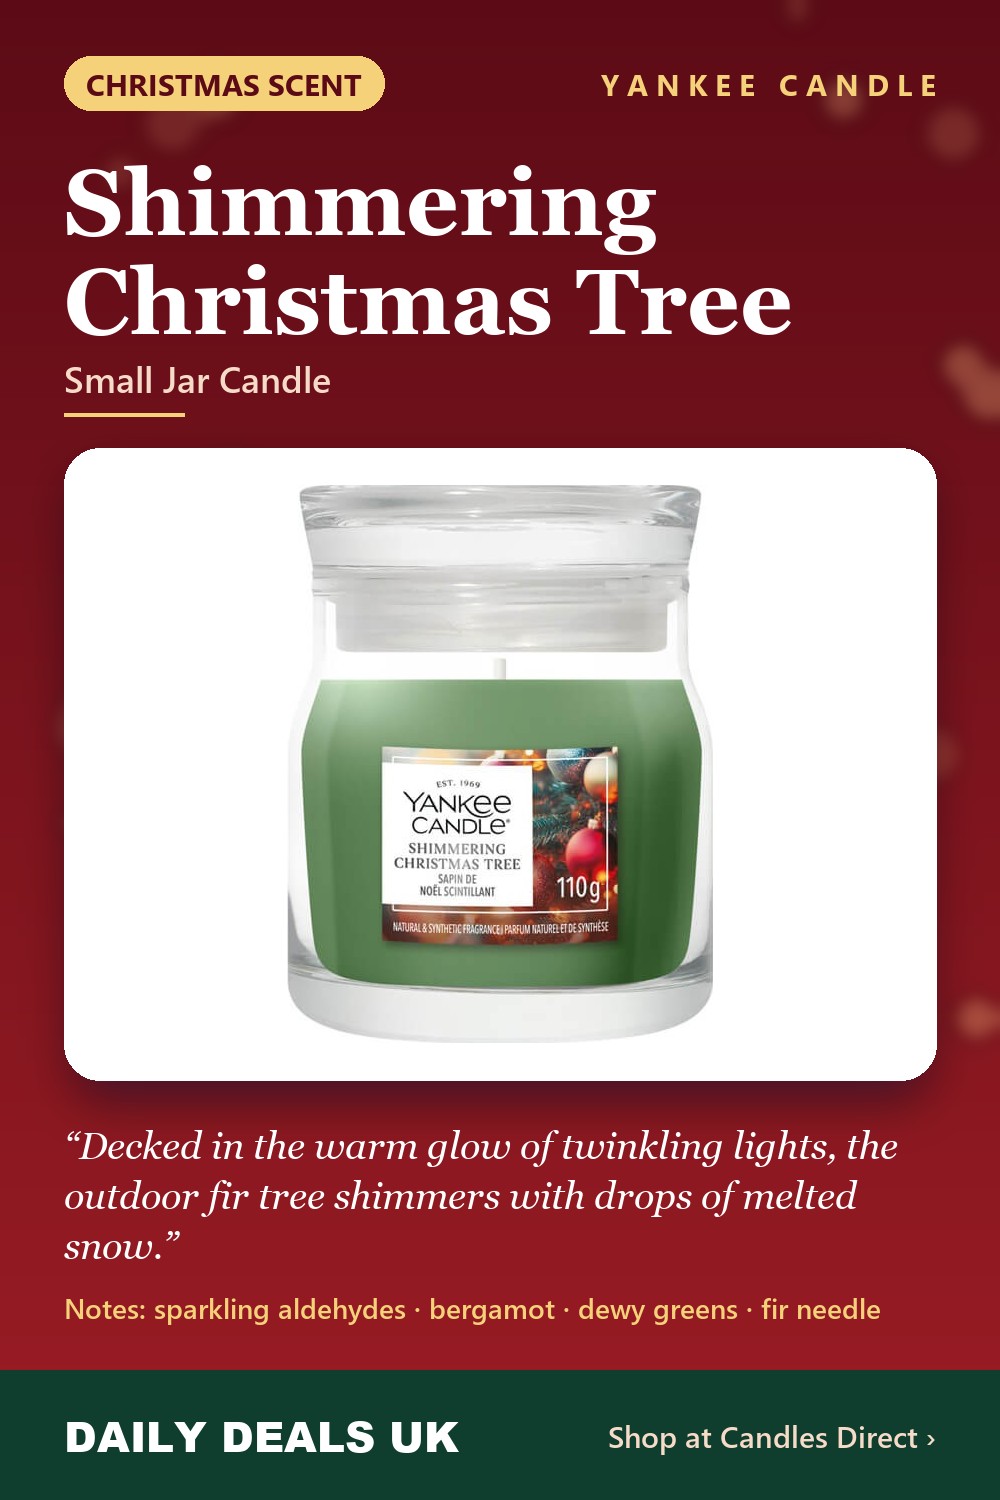 CHRISTMAS SCENT
YANKEE CANDLE
Shimmering
Christmas Tree
Small Jar Candle
EST. 1969
YANKEE
CANDLE®
SHIMMERING
CHRISTMAS TREE
SAPIN DE
NOËL SCINTILLANT
110g
NATURAL & SYNTHETIC FRAGRANCE | PARFUM NATUREL ET DE SYNTHÈSE
“Decked in the warm glow of twinkling lights, the
outdoor fir tree shimmers with drops of melted
snow.”
Notes: sparkling aldehydes · bergamot · dewy greens · fir needle
DAILY DEALS UK
Shop at Candles Direct ›